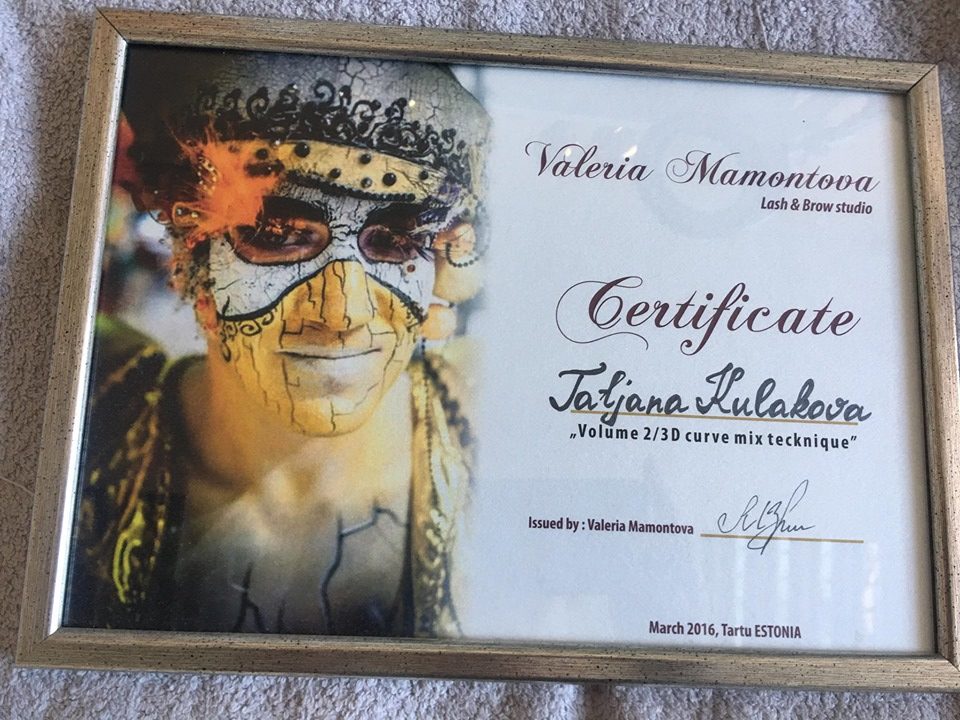 Valeria Mamontova
Lash & Brow studio
Certificate
Tatjana Kulakova
„Volume 2/3D curve mix tecknique”
Issued by : Valeria Mamontova
March 2016, Tartu ESTONIA